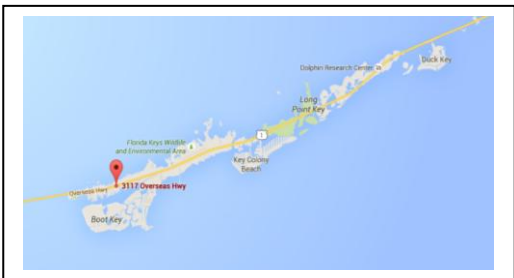 Dolphin Research Center
Duck Key
Long
Point Key
1
Florida Keys Wildlife
and Environmental Area
Key Colony
Beach
3117 Overseas Hwy
Overseas Hwy
Boot Key